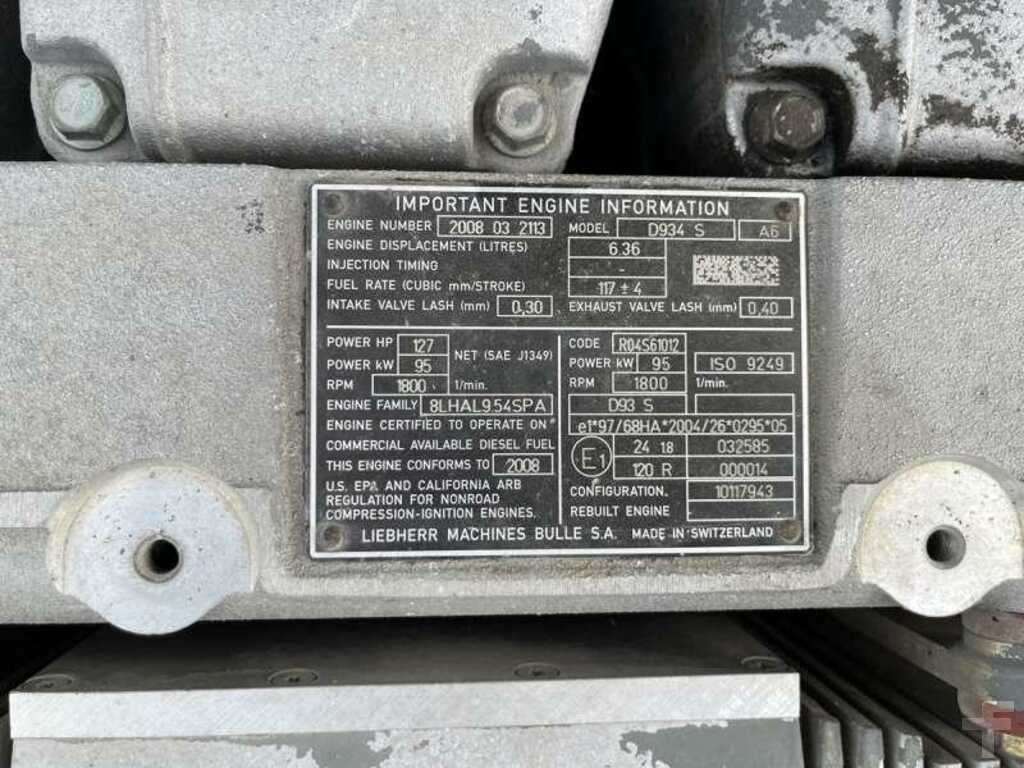 IMPORTANT ENGINE INFORMATION
ENGINE NUMBER 2008 03 2113 MODEL D934 S A6
ENGINE DISPLACEMENT (LITRES) 6.36
INJECTION TIMING -
FUEL RATE (CUBIC mm/STROKE) 117 ± 4
INTAKE VALVE LASH (mm) 0,30 EXHAUST VALVE LASH (mm) 0,40
POWER HP 127
POWER kW 95 NET (SAE J1349)
RPM 1800 1/min.
ENGINE FAMILY 8LHAL9.54SPA
ENGINE CERTIFIED TO OPERATE ON
COMMERCIAL AVAILABLE DIESEL FUEL
THIS ENGINE CONFORMS TO 2008
U.S. EPA AND CALIFORNIA ARB
REGULATION FOR NONROAD
COMPRESSION-IGNITION ENGINES.
CODE R04S61012
POWER kW 95 ISO 9249
RPM 1800 1/min.
D93 S
e1*97/68HA*2004/26*0295*05
E1 24 18 032585
120 R 000014
CONFIGURATION. 10117943
REBUILT ENGINE
LIEBHERR MACHINES BULLE S.A. MADE IN SWITZERLAND